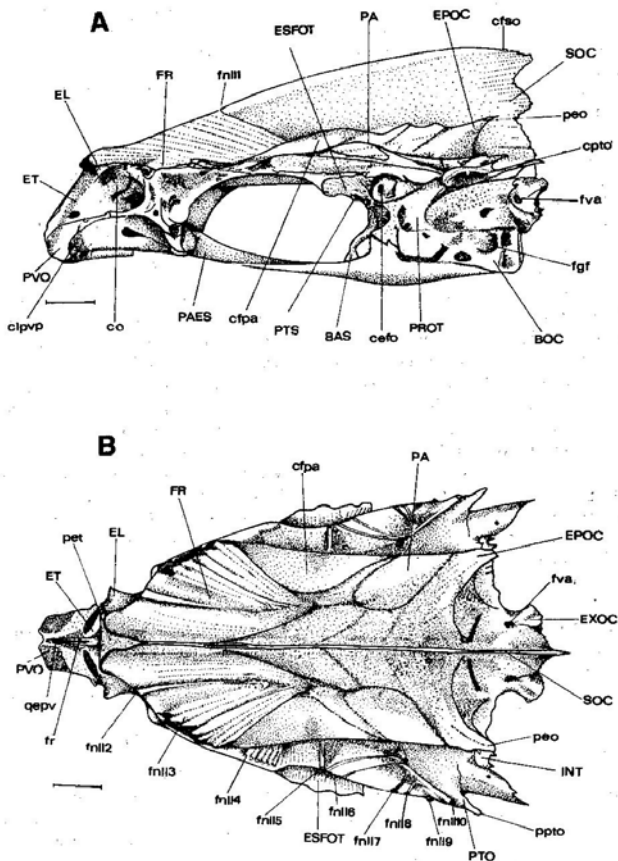 A
ESFOT PA EPOC cfso
EL FR fnlll SOC
peo
cpto
ET
fva
PVO fgf
clpvp co PAES cfpa PTS BAS cefo PROT BOC
B
cfpa PA
FR
pet EL EPOC
ET fva
EXOC
PVO
qepv SOC
fr peo
fnll2 INT
fnll3
fnll4
fnll5 fnll6 fnll8 fnll10
ESFOT fnll7 fnll9 ppto
PTO